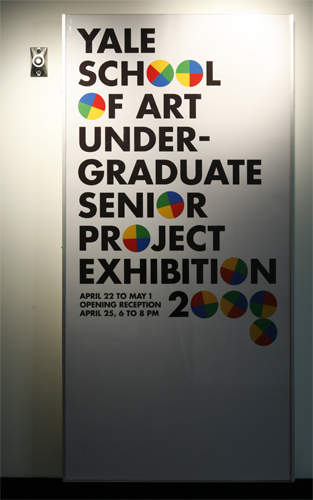 YALE
SCHOOL
OF ART
UNDER-
GRADUATE
SENIOR
PROJECT
EXHIBITION
APRIL 22 TO MAY 1
OPENING RECEPTION
APRIL 25, 6 TO 8 PM
2008